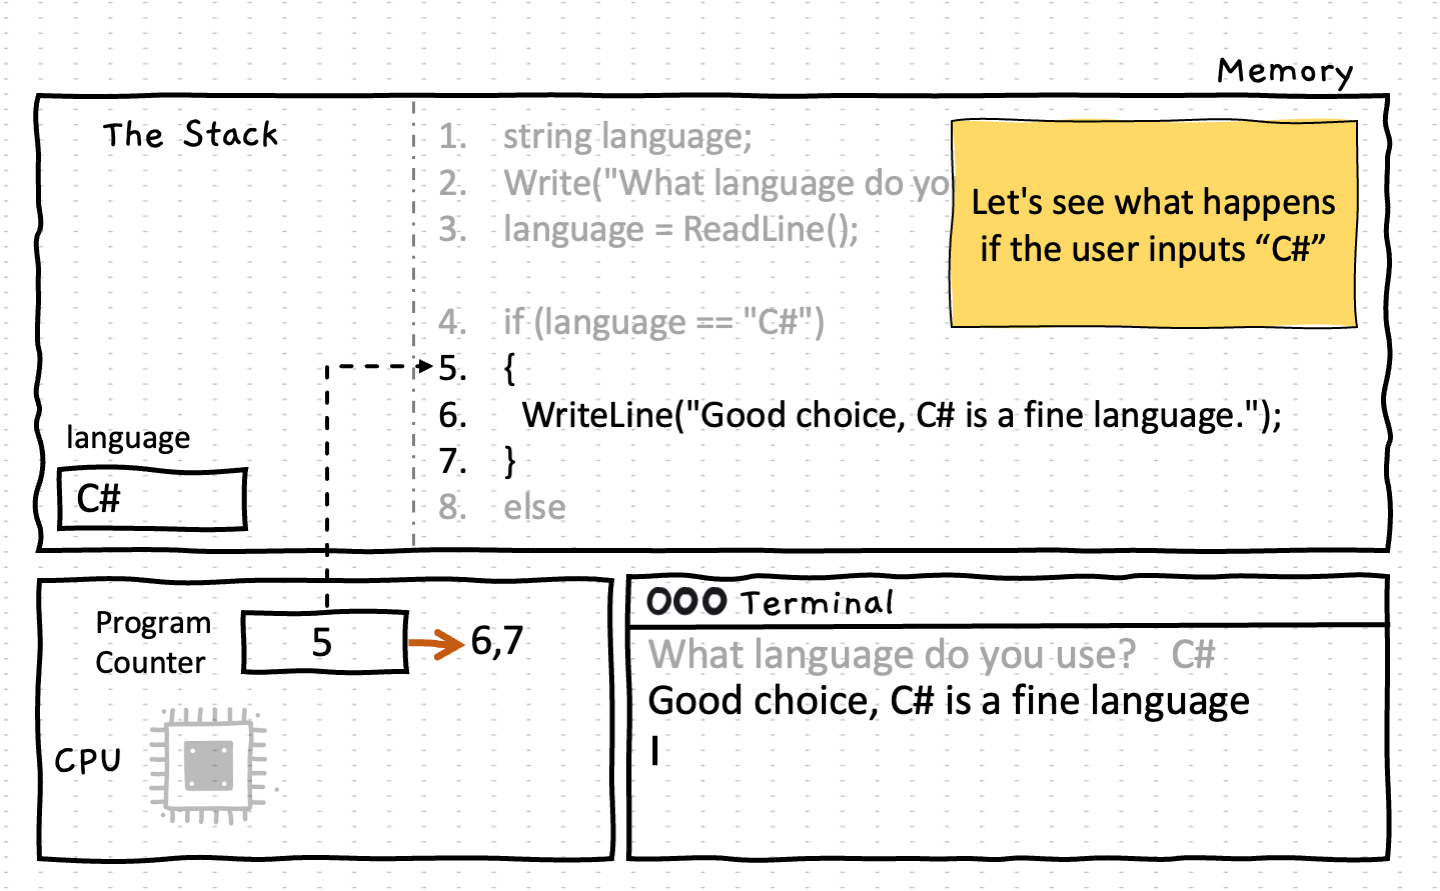 Memory
The Stack
1. string language;
2. Write("What language do yo
3. language = ReadLine();
Let's see what happens
if the user inputs “C#”
4. if (language == "C#")
5. {
6. WriteLine("Good choice, C# is a fine language.");
7. }
8. else
language
C#
Program
Counter
5
6,7
CPU
Terminal
What language do you use? C#
Good choice, C# is a fine language